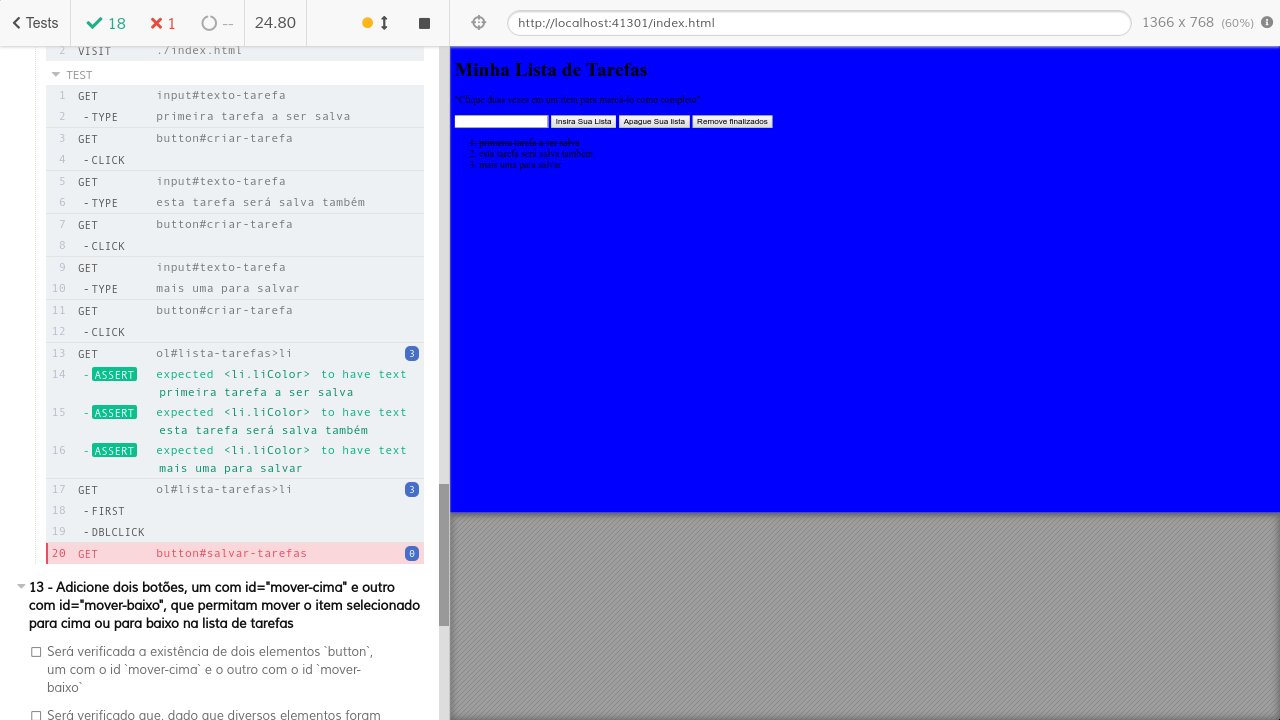 Tests
18
1
--
24.80
http://localhost:41301/index.html
1366 x 768 (60%)
2 VISIT ./index.html
TEST
1 GET input#texto-tarefa
2 -TYPE primeira tarefa a ser salva
3 GET button#criar-tarefa
4 -CLICK
5 GET input#texto-tarefa
6 -TYPE esta tarefa será salva também
7 GET button#criar-tarefa
8 -CLICK
9 GET input#texto-tarefa
10 -TYPE mais uma para salvar
11 GET button#criar-tarefa
12 -CLICK
13 GET ol#lista-tarefas>li 3
14 -ASSERT expected <li.liColor> to have text
primeira tarefa a ser salva
15 -ASSERT expected <li.liColor> to have text
esta tarefa será salva também
16 -ASSERT expected <li.liColor> to have text
mais uma para salvar
17 GET ol#lista-tarefas>li 3
18 -FIRST
19 -DBLCLICK
20 GET button#salvar-tarefas 0
13 - Adicione dois botões, um com id="mover-cima" e outro
com id="mover-baixo", que permitam mover o item selecionado
para cima ou para baixo na lista de tarefas
Será verificada a existência de dois elementos `button`,
um com o id `mover-cima` e o outro com o id `mover-
baixo`
Será verificado que, dado que diversos elementos foram
Minha Lista de Tarefas
"Clique duas vezes em um item para marcá-lo como completo"
Insira Sua Lista Apague Sua lista Remove finalizados
1. primeira tarefa a ser salva
2. esta tarefa será salva também
3. mais uma para salvar